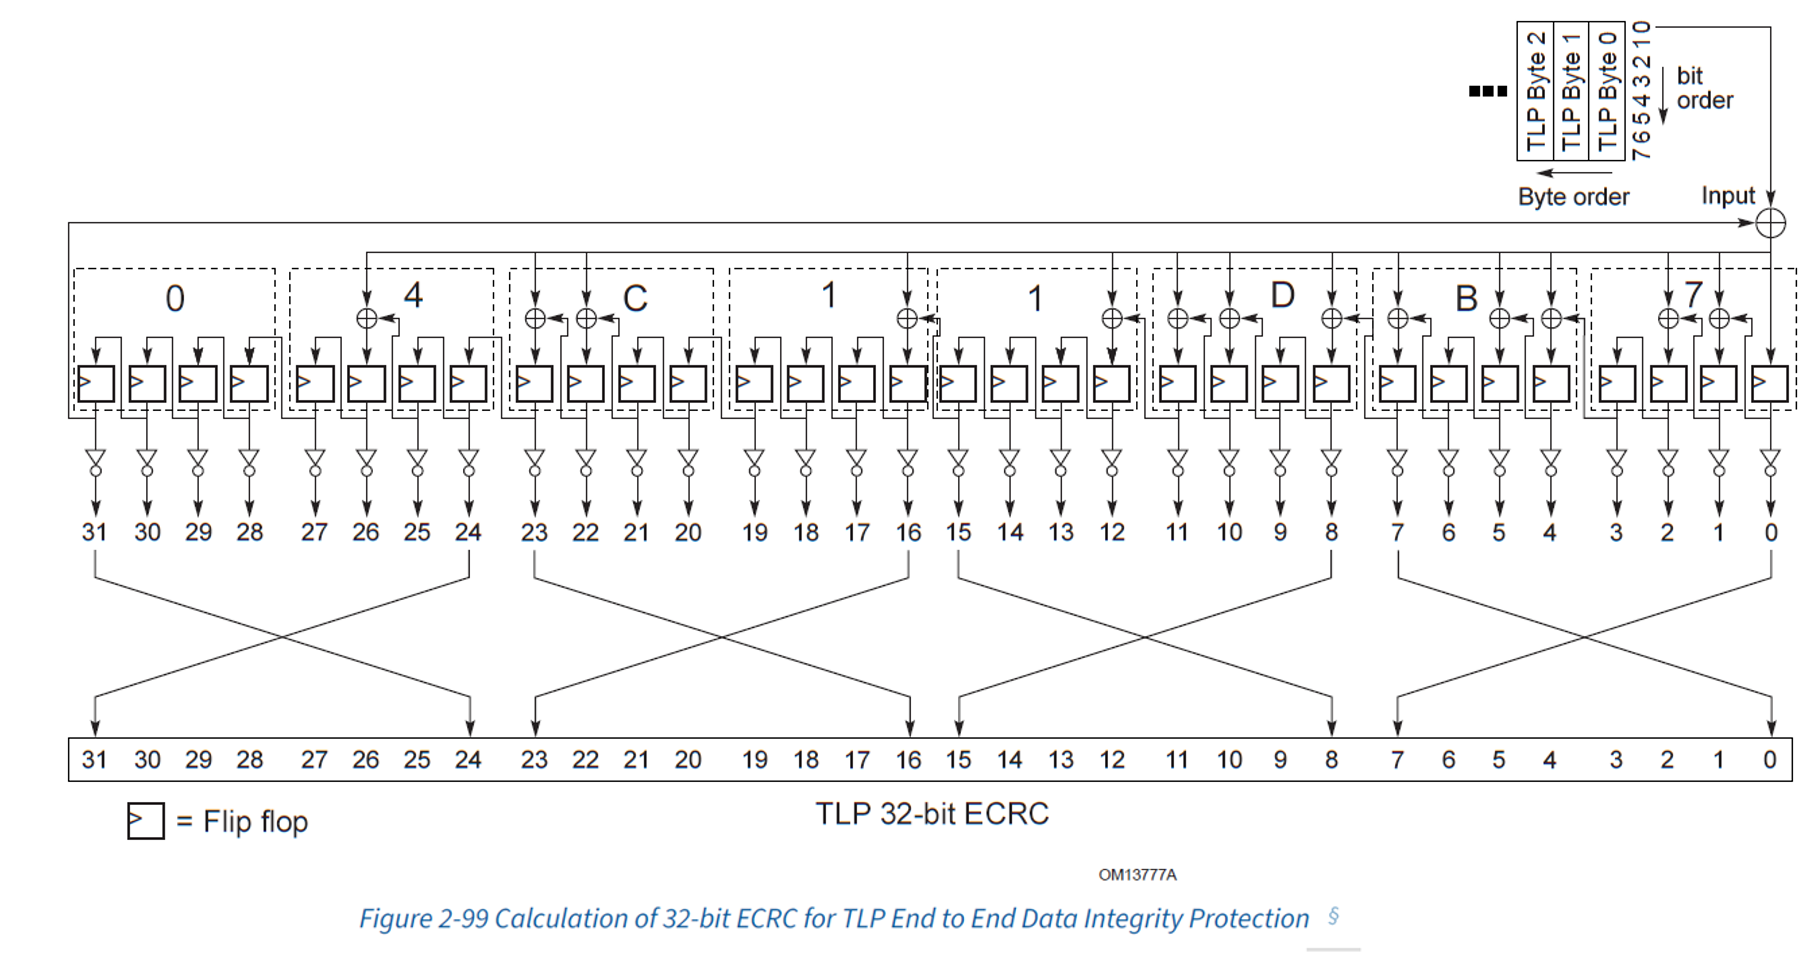 TLP Byte 2
TLP Byte 1
TLP Byte 0
7 6 5 4 3 2 1 0
bit
order
Byte order
Input
0 4 C 1 1 D B 7
31 30 29 28 27 26 25 24 23 22 21 20 19 18 17 16 15 14 13 12 11 10 9 8 7 6 5 4 3 2 1 0
31 30 29 28 27 26 25 24 23 22 21 20 19 18 17 16 15 14 13 12 11 10 9 8 7 6 5 4 3 2 1 0
= Flip flop
TLP 32-bit ECRC
OM13777A
Figure 2-99 Calculation of 32-bit ECRC for TLP End to End Data Integrity Protection §